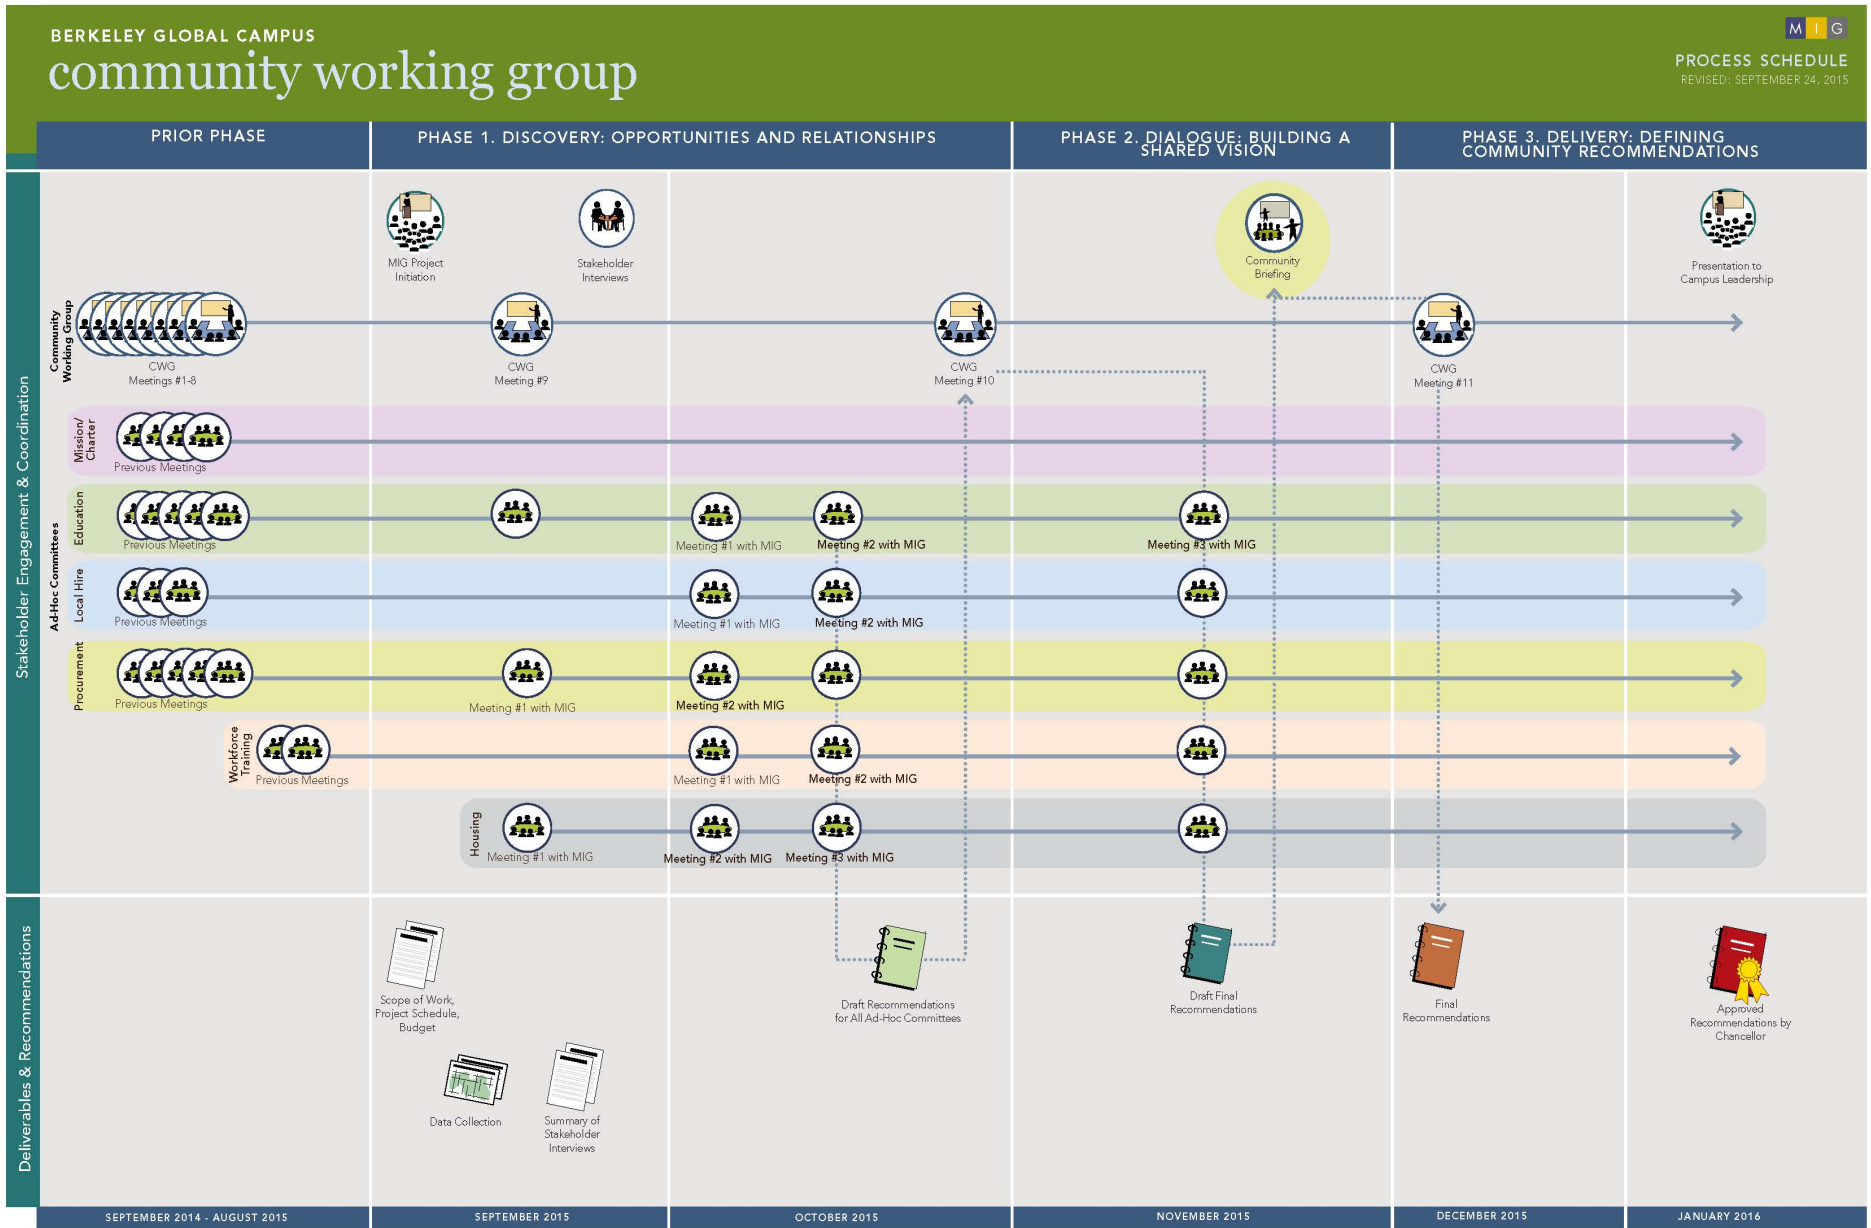 BERKELEY GLOBAL CAMPUS
community working group
M I G
PROCESS SCHEDULE
REVISED: SEPTEMBER 24, 2015
PRIOR PHASE
PHASE 1. DISCOVERY: OPPORTUNITIES AND RELATIONSHIPS
PHASE 2. DIALOGUE: BUILDING A
SHARED VISION
PHASE 3. DELIVERY: DEFINING
COMMUNITY RECOMMENDATIONS
Stakeholder Engagement & Coordination
MIG Project
Initiation
Stakeholder
Interviews
Community
Briefing
Presentation to
Campus Leadership
Community
Working Group
CWG
Meetings #1-8
CWG
Meeting #9
CWG
Meeting #10
CWG
Meeting #11
Ad-Hoc Committees
Mission/
Charter
Previous Meetings
Education
Previous Meetings
Meeting #1 with MIG
Meeting #2 with MIG
Meeting #3 with MIG
Local Hire
Previous Meetings
Meeting #1 with MIG
Meeting #2 with MIG
Procurement
Previous Meetings
Meeting #1 with MIG
Meeting #2 with MIG
Workforce
Training
Previous Meetings
Meeting #1 with MIG
Meeting #2 with MIG
Housing
Meeting #1 with MIG
Meeting #2 with MIG
Meeting #3 with MIG
Deliverables & Recommendations
Scope of Work,
Project Schedule,
Budget
Data Collection
Summary of
Stakeholder
Interviews
Draft Recommendations
for All Ad-Hoc Committees
Draft Final
Recommendations
Final
Recommendations
Approved
Recommendations by
Chancellor
SEPTEMBER 2014 - AUGUST 2015
SEPTEMBER 2015
OCTOBER 2015
NOVEMBER 2015
DECEMBER 2015
JANUARY 2016